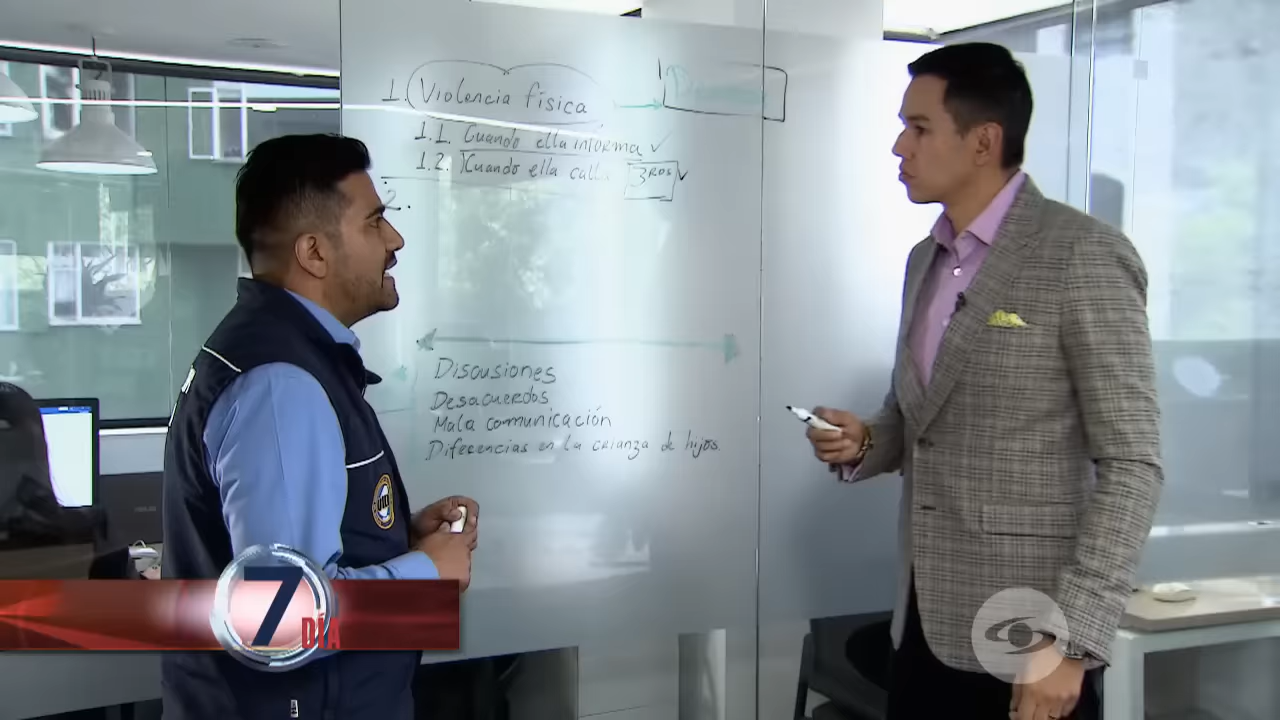 1. Violencia física
1.1. Cuando ella informa ✓
1.2. Cuando ella calla 3ROS ✓
2.
Discusiones
Desacuerdos
Mala comunicación
Diferencias en la crianza de hijos.
7
DÍA